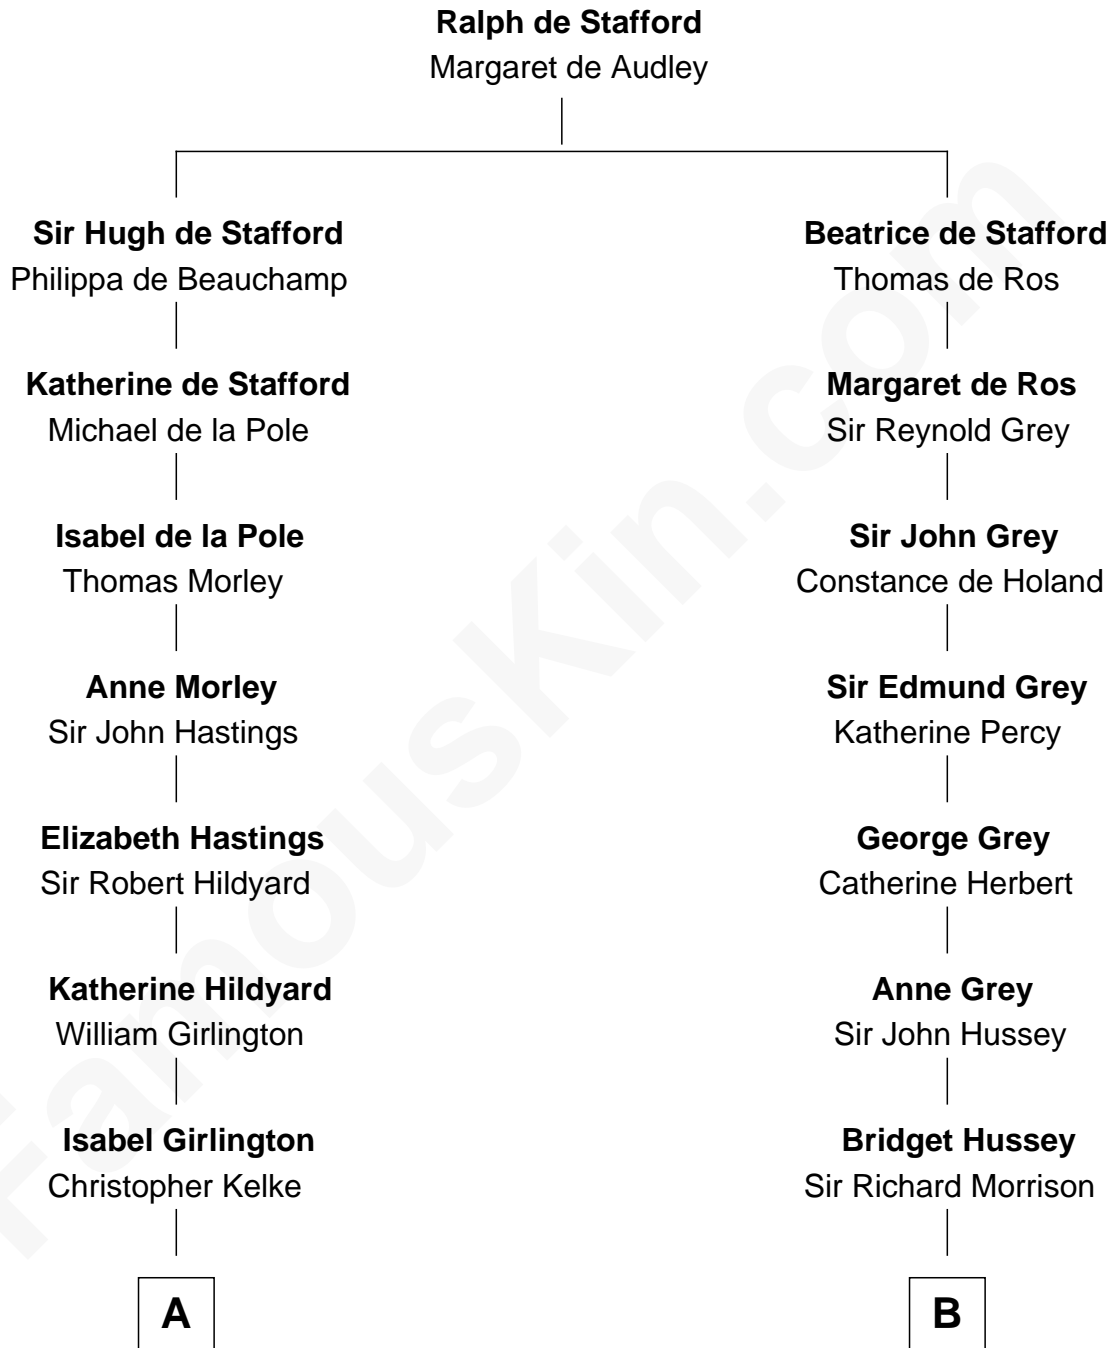 Ralph de Stafford
Margaret de Audley
Sir Hugh de Stafford
Philippa de Beauchamp
Katherine de Stafford
Michael de la Pole
Isabel de la Pole
Thomas Morley
Anne Morley
Sir John Hastings
Elizabeth Hastings
Sir Robert Hildyard
Katherine Hildyard
William Girlington
Isabel Girlington
Christopher Kelke
A
Beatrice de Stafford
Thomas de Ros
Margaret de Ros
Sir Reynold Grey
Sir John Grey
Constance de Holand
Sir Edmund Grey
Katherine Percy
George Grey
Catherine Herbert
Anne Grey
Sir John Hussey
Bridget Hussey
Sir Richard Morrison
B
FamousKin.com